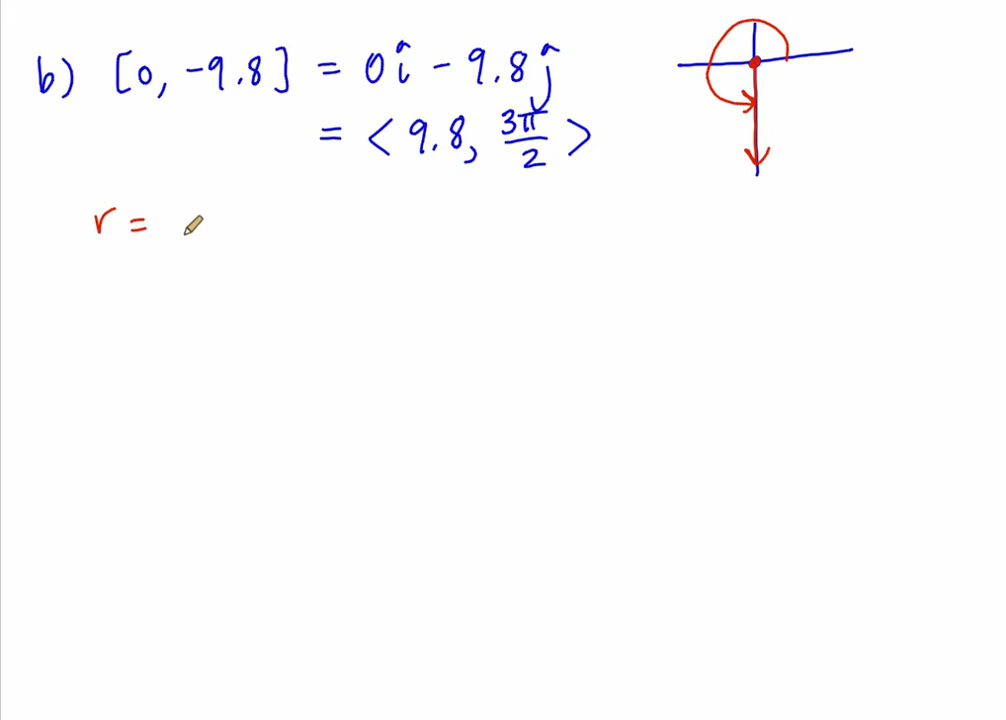 b) [0, -9.8] = 0î - 9.8ĵ
= <9.8, 3π/2>
r =